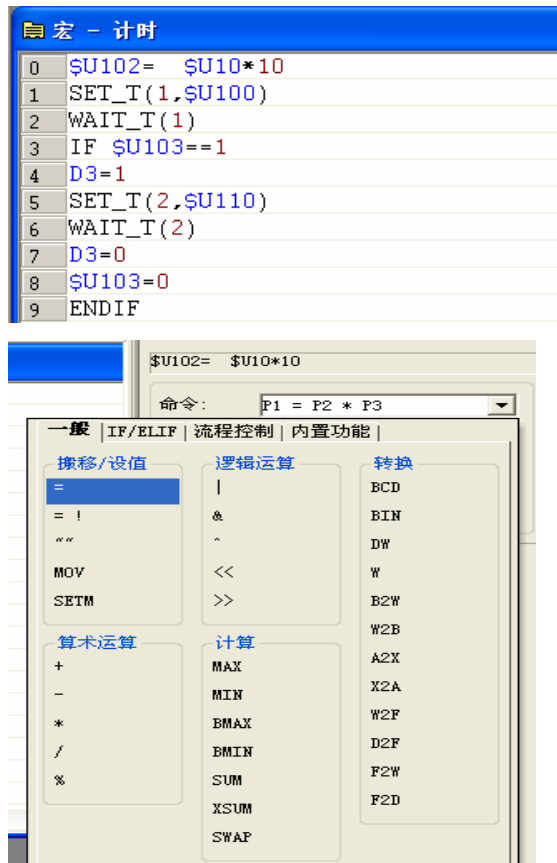 宏 - 计时
0 $U102=  $U10*10
1 SET_T(1,$U100)
2 WAIT_T(1)
3 IF $U103==1
4 D3=1
5 SET_T(2,$U110)
6 WAIT_T(2)
7 D3=0
8 $U103=0
9 ENDIF
$U102=  $U10*10
命令: P1 = P2 * P3
一般 IF/ELIF 流程控制 内置功能
搬移/设值 逻辑运算 转换
= | BCD
= ! & BIN
"" ^ DW
MOV << W
SETM >> B2W
W2B
算术运算 计算
+ MAX A2X
- MIN X2A
* BMAX W2F
/ BMIN D2F
% SUM F2W
XSUM F2D
SWAP